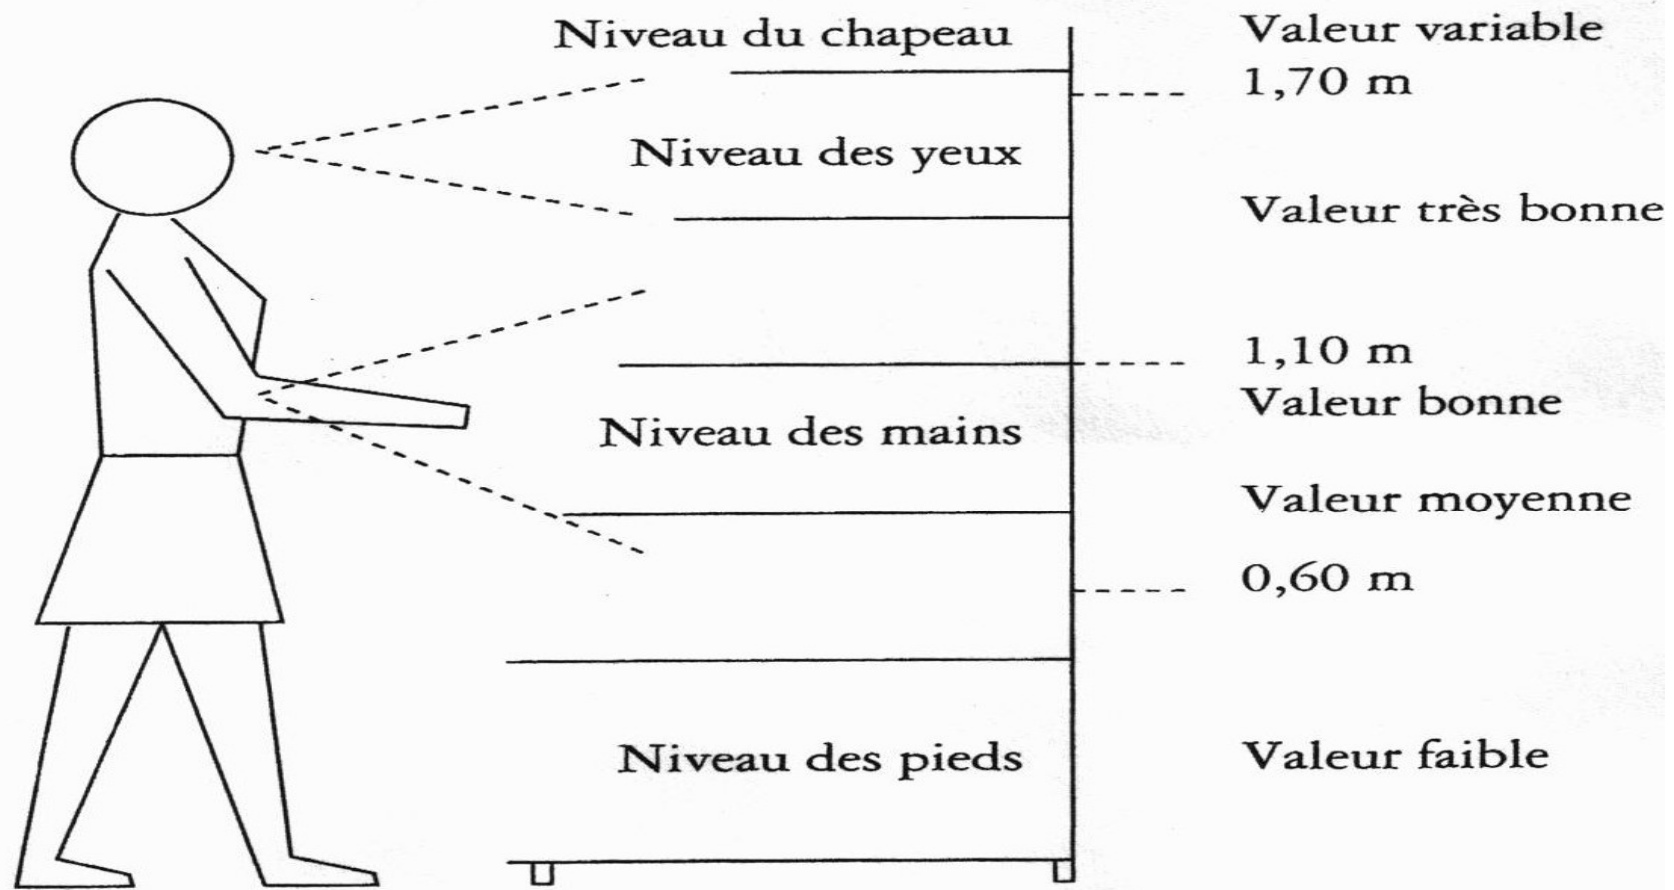 Niveau du chapeau
Valeur variable
1,70 m
Niveau des yeux
Valeur très bonne
1,10 m
Valeur bonne
Niveau des mains
Valeur moyenne
0,60 m
Niveau des pieds
Valeur faible